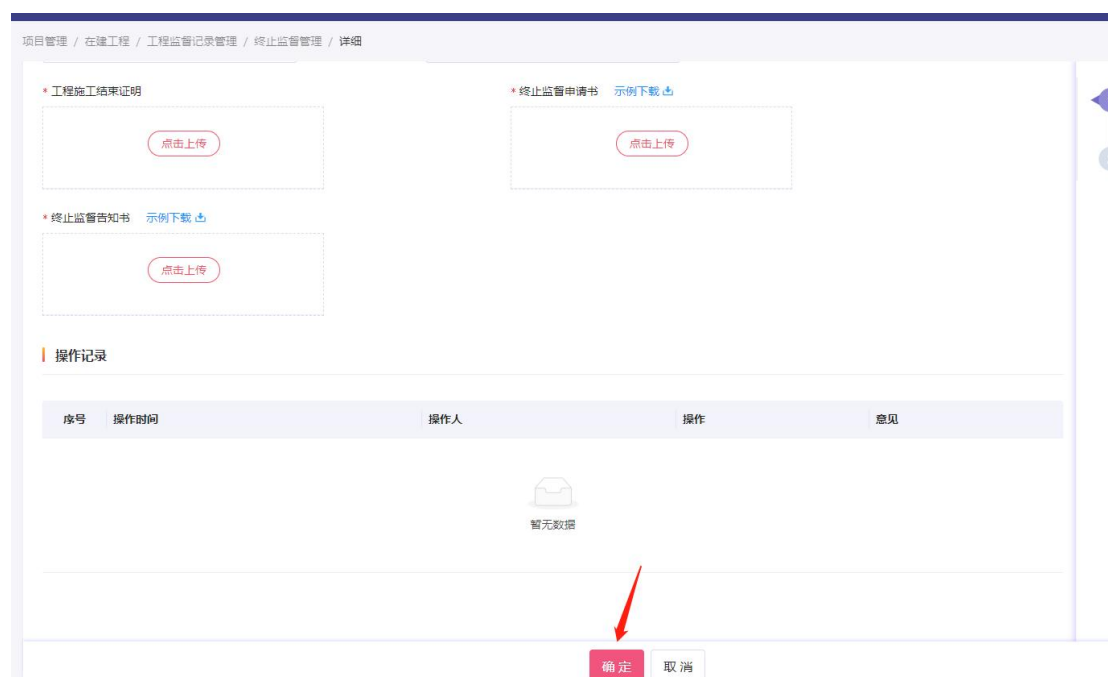 项目管理 / 在建工程 / 工程监督记录管理 / 终止监督管理 / 详细
* 工程施工结束证明
* 终止监督申请书 示例下载
点击上传
点击上传
* 终止监督告知书 示例下载
点击上传
操作记录
序号 操作时间 操作人 操作 意见
暂无数据
确定 取消